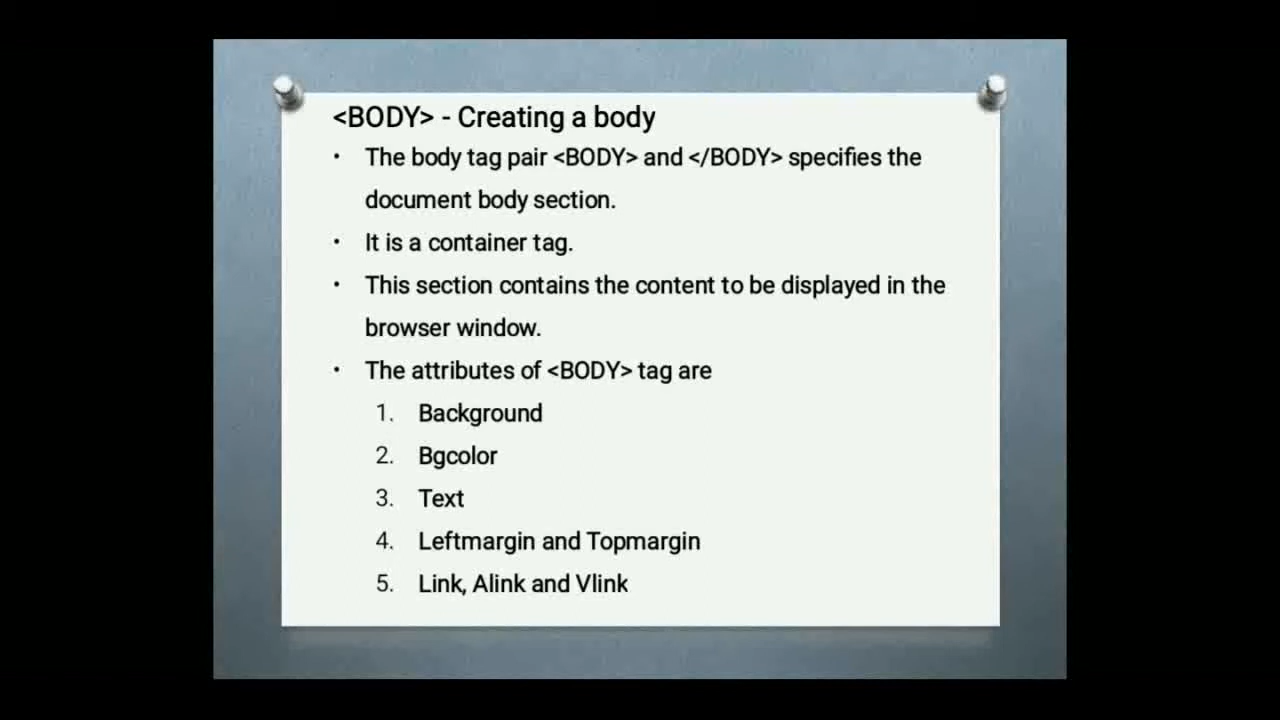 <BODY> - Creating a body
• The body tag pair <BODY> and </BODY> specifies the
document body section.
• It is a container tag.
• This section contains the content to be displayed in the
browser window.
• The attributes of <BODY> tag are
1. Background
2. Bgcolor
3. Text
4. Leftmargin and Topmargin
5. Link, Alink and Vlink